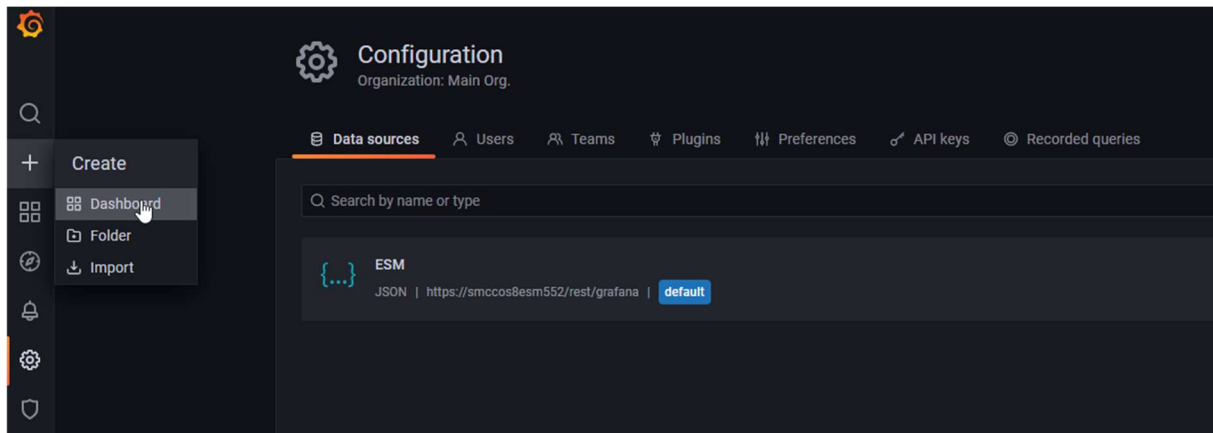 Configuration
Organization: Main Org.
Data sources Users Teams Plugins Preferences API keys Recorded queries
Create
Dashboard
Folder
Import
Search by name or type
ESM
JSON | https://smccos8esm552/rest/grafana | default